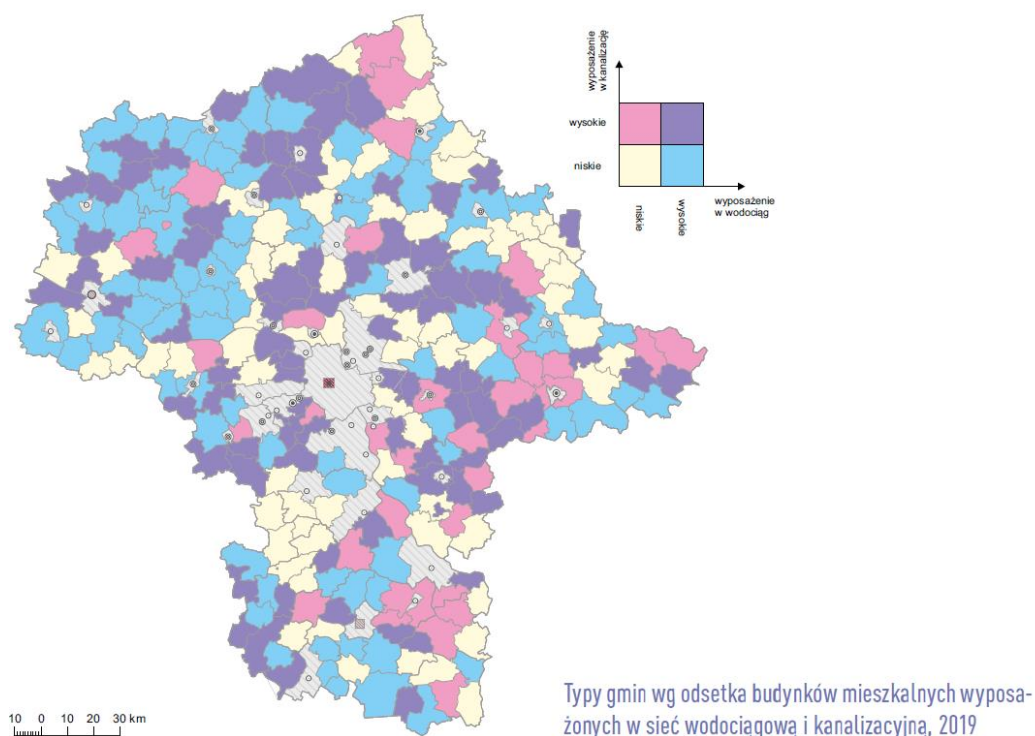 wyposażenie
w kanalizację
wysokie
niskie
wyposażenie
w wodociąg
niskie
wysokie
10 0 10 20 30 km
Typy gmin wg odsetka budynków mieszkalnych wyposa-
żonych w sieć wodociągową i kanalizacyjną, 2019